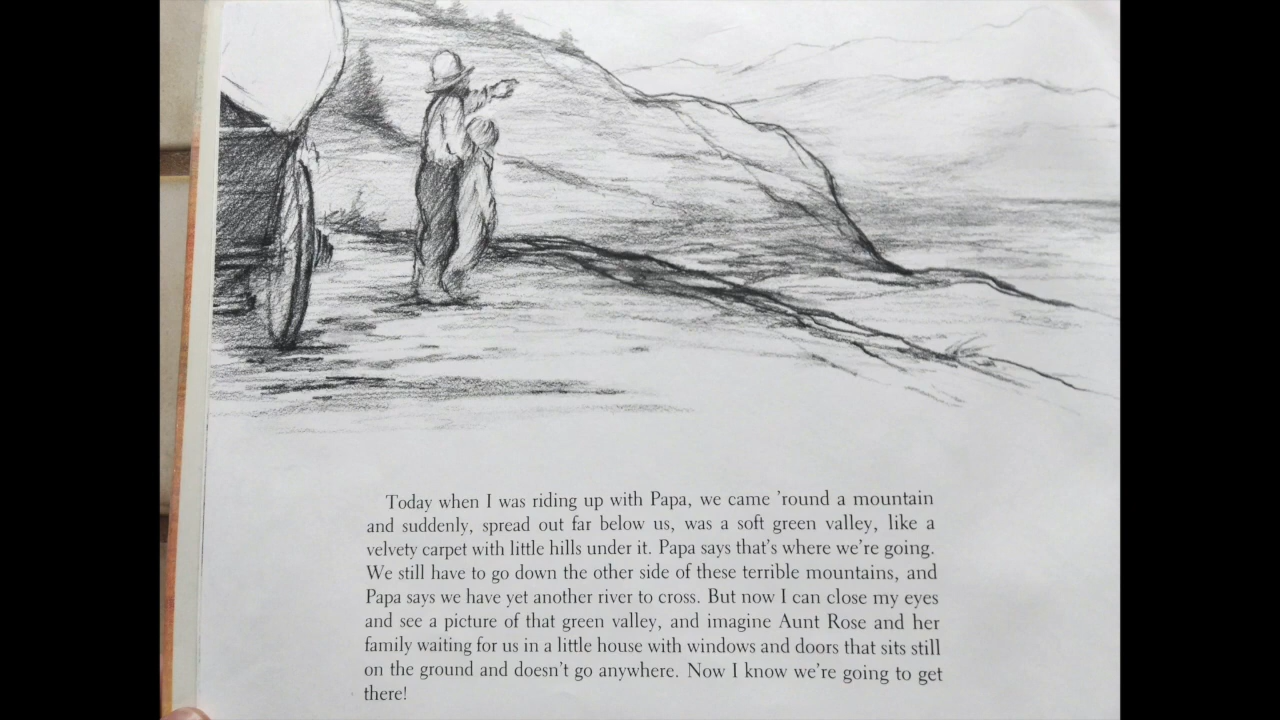 Today when I was riding up with Papa, we came ’round a mountain
and suddenly, spread out far below us, was a soft green valley, like a
velvety carpet with little hills under it. Papa says that’s where we’re going.
We still have to go down the other side of these terrible mountains, and
Papa says we have yet another river to cross. But now I can close my eyes
and see a picture of that green valley, and imagine Aunt Rose and her
family waiting for us in a little house with windows and doors that sits still
on the ground and doesn’t go anywhere. Now I know we’re going to get
there!